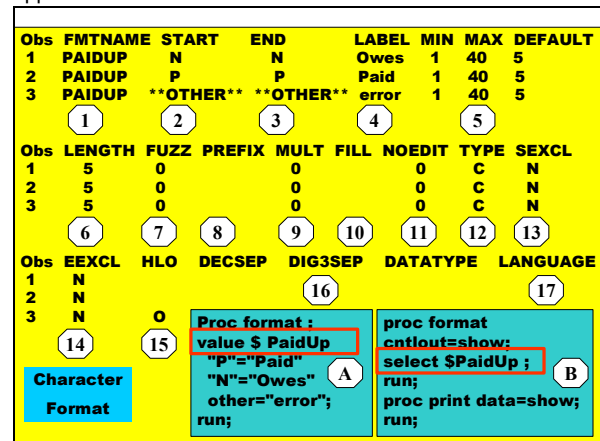 Obs FMTNAME START END LABEL MIN MAX DEFAULT
1 PAIDUP N N Owes 1 40 5
2 PAIDUP P P Paid 1 40 5
3 PAIDUP **OTHER** **OTHER** error 1 40 5
1 2 3 4 5
Obs LENGTH FUZZ PREFIX MULT FILL NOEDIT TYPE SEXCL
1 5 0 0 0 C N
2 5 0 0 0 C N
3 5 0 0 0 C N
6 7 8 9 10 11 12 13
Obs EEXCL HLO DECSEP DIG3SEP DATATYPE LANGUAGE
1 N
2 N
16 17
3 N O
14 15
Proc format ;
value $ PaidUp
"P"="Paid"
"N"="Owes"
other="error";
run;
A
proc format
cntlout=show;
select $PaidUp ;
run;
proc print data=show;
run;
B
Character
Format